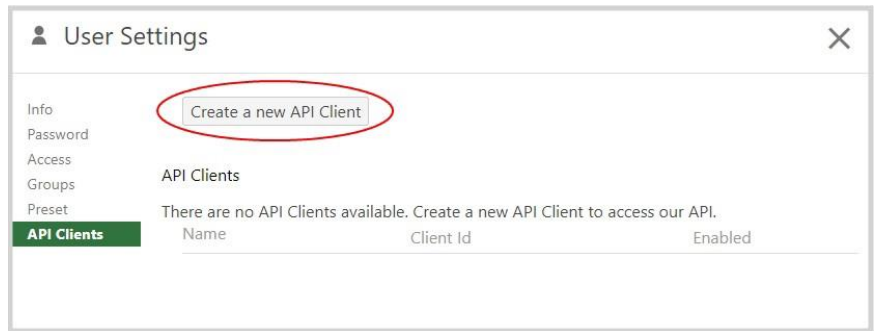 User Settings
Create a new API Client
Info
Password
Access
Groups
Preset
API Clients
API Clients
There are no API Clients available. Create a new API Client to access our API.
Name Client Id Enabled